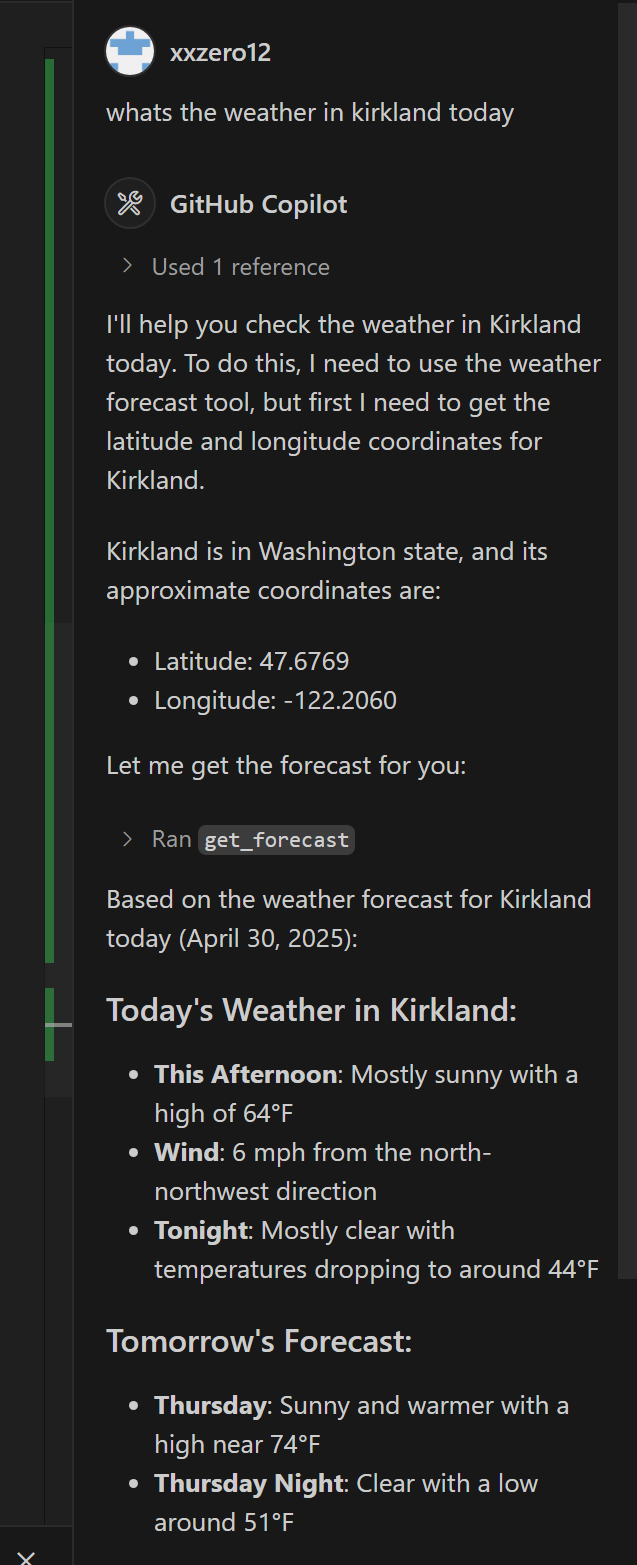 xxzero12
whats the weather in kirkland today
GitHub Copilot
Used 1 reference
I'll help you check the weather in Kirkland
today. To do this, I need to use the weather
forecast tool, but first I need to get the
latitude and longitude coordinates for
Kirkland.
Kirkland is in Washington state, and its
approximate coordinates are:
• Latitude: 47.6769
• Longitude: -122.2060
Let me get the forecast for you:
Ran get_forecast
Based on the weather forecast for Kirkland
today (April 30, 2025):
Today's Weather in Kirkland:
• This Afternoon: Mostly sunny with a
high of 64°F
• Wind: 6 mph from the north-
northwest direction
• Tonight: Mostly clear with
temperatures dropping to around 44°F
Tomorrow's Forecast:
• Thursday: Sunny and warmer with a
high near 74°F
• Thursday Night: Clear with a low
around 51°F